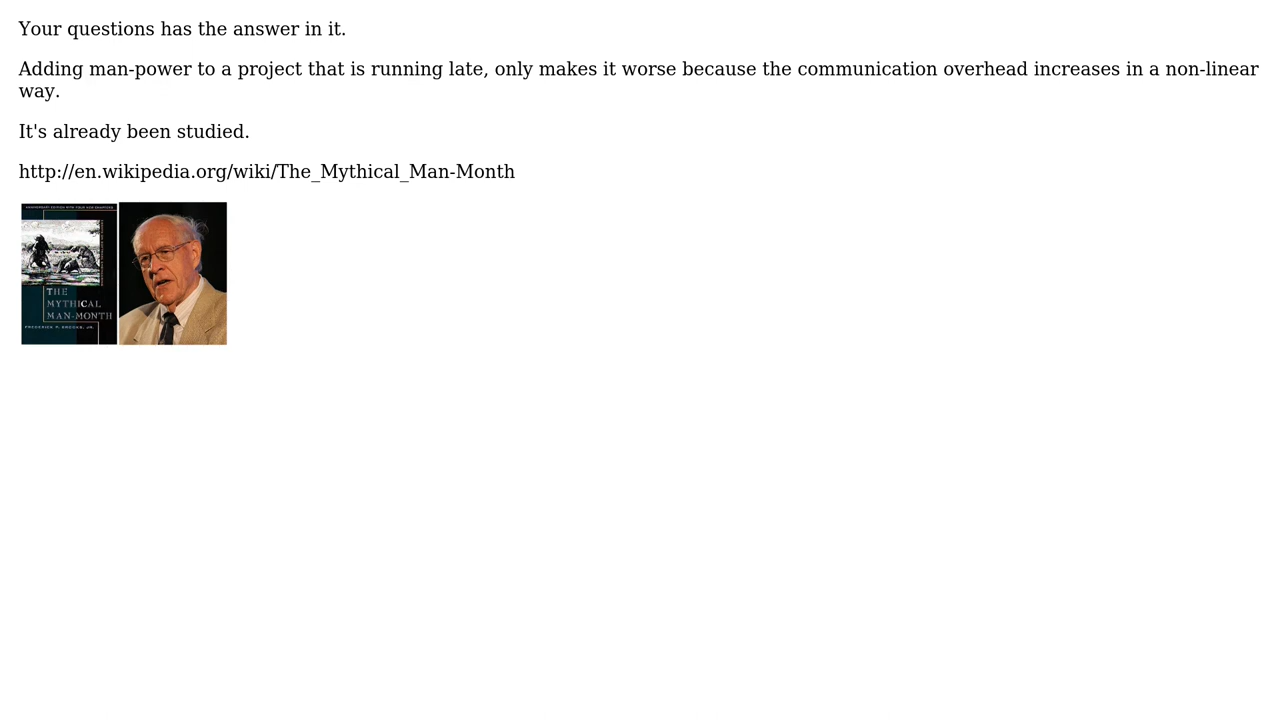 Your questions has the answer in it.
Adding man-power to a project that is running late, only makes it worse because the communication overhead increases in a non-linear
way.
It's already been studied.
http://en.wikipedia.org/wiki/The_Mythical_Man-Month
THE
MYTHICAL
MAN-MONTH
FREDERICK P. BROOKS, JR.